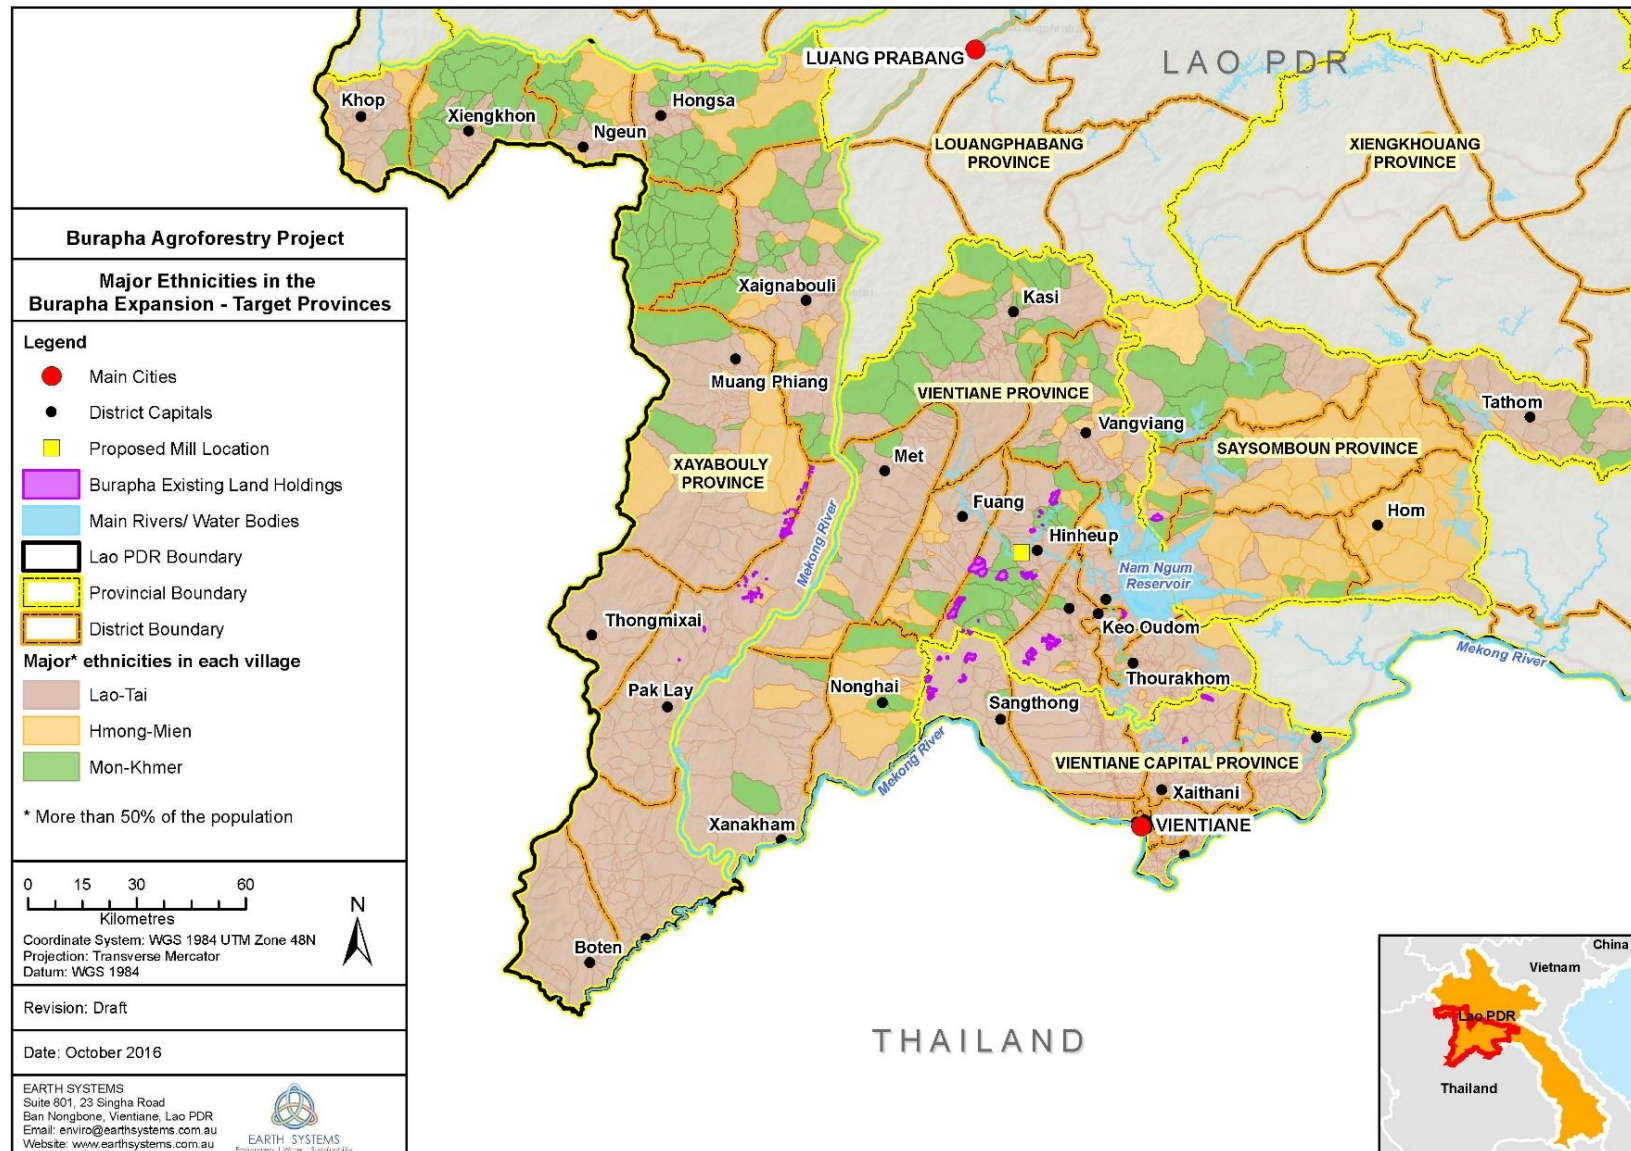 LUANG PRABANG
LAO PDR
Khop
Xiengkhon
Ngeun
Hongsa
LOUANGPHABANG
PROVINCE
XIENGKHOUANG
PROVINCE
Xaignabouli
Kasi
Muang Phiang
VIENTIANE PROVINCE
Vangviang
Tathom
SAYSOMBOUN PROVINCE
XAYABOULY
PROVINCE
Met
Fuang
Hom
Hinheup
Mekong River
Nam Ngum
Reservoir
Thongmixai
Keo Oudom
Mekong River
Thourakhom
Pak Lay
Nonghai
Sangthong
Mekong River
VIENTIANE CAPITAL PROVINCE
Xaithani
Xanakham
VIENTIANE
Boten
THAILAND
Burapha Agroforestry Project
Major Ethnicities in the
Burapha Expansion - Target Provinces
Legend
Main Cities
District Capitals
Proposed Mill Location
Burapha Existing Land Holdings
Main Rivers/ Water Bodies
Lao PDR Boundary
Provincial Boundary
District Boundary
Major* ethnicities in each village
Lao-Tai
Hmong-Mien
Mon-Khmer
* More than 50% of the population
0 15 30 60
Kilometres
N
Coordinate System: WGS 1984 UTM Zone 48N
Projection: Transverse Mercator
Datum: WGS 1984
Revision: Draft
Date: October 2016
EARTH SYSTEMS
Suite 801, 23 Singha Road
Ban Nongbone, Vientiane, Lao PDR
Email: enviro@earthsystems.com.au
Website: www.earthsystems.com.au
EARTH SYSTEMS
China
Vietnam
Lao PDR
Thailand